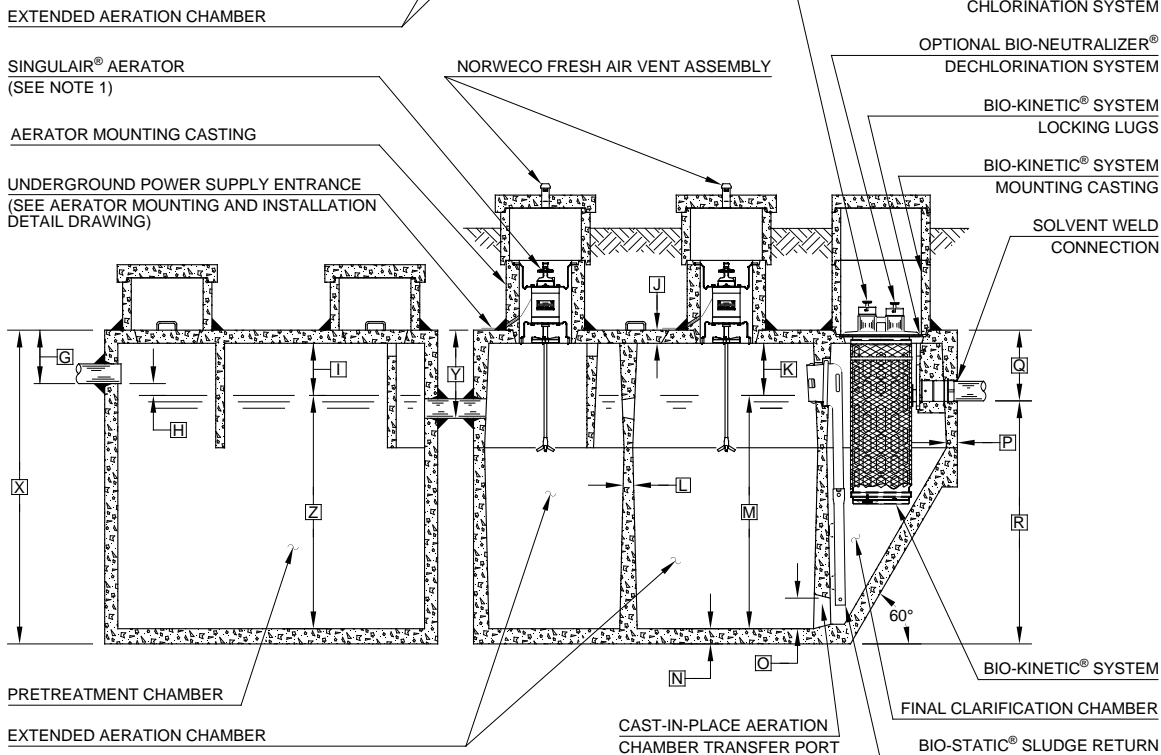 EXTENDED AERATION CHAMBER
SINGULAIR® AERATOR
(SEE NOTE 1)
AERATOR MOUNTING CASTING
UNDERGROUND POWER SUPPLY ENTRANCE
(SEE AERATOR MOUNTING AND INSTALLATION
DETAIL DRAWING)
NORWECO FRESH AIR VENT ASSEMBLY
CHLORINATION SYSTEM
OPTIONAL BIO-NEUTRALIZER®
DECHLORINATION SYSTEM
BIO-KINETIC® SYSTEM
LOCKING LUGS
BIO-KINETIC® SYSTEM
MOUNTING CASTING
SOLVENT WELD
CONNECTION
G
H
I
Y
J
K
Q
P
X
Z
L
M
R
N
O
60°
PRETREATMENT CHAMBER
EXTENDED AERATION CHAMBER
CAST-IN-PLACE AERATION
CHAMBER TRANSFER PORT
BIO-KINETIC® SYSTEM
FINAL CLARIFICATION CHAMBER
BIO-STATIC® SLUDGE RETURN